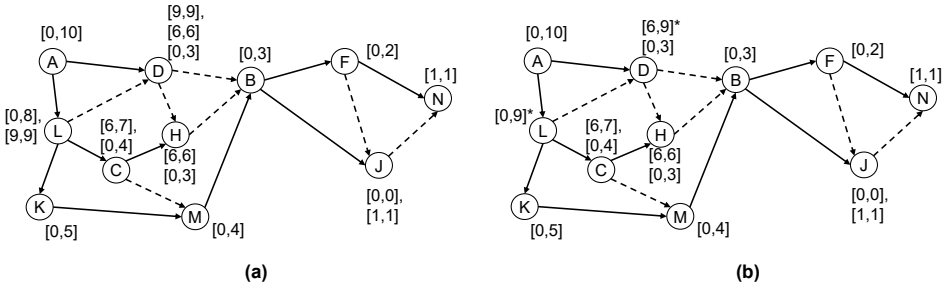 [9,9],
[6,6]
[0,3]
[0,10]
A
D
[0,3]
B
F
[0,2]
[1,1]
N
[0,8],
[9,9]
L
[6,7],
[0,4]
H
C
[6,6]
[0,3]
J
K
M
[0,5]
[0,4]
[0,0],
[1,1]
(a)
[6,9]*
[0,3]
[0,10]
A
D
[0,3]
B
F
[0,2]
[1,1]
N
[0,9]*
L
[6,7],
[0,4]
H
C
[6,6]
[0,3]
J
K
M
[0,5]
[0,4]
[0,0],
[1,1]
(b)